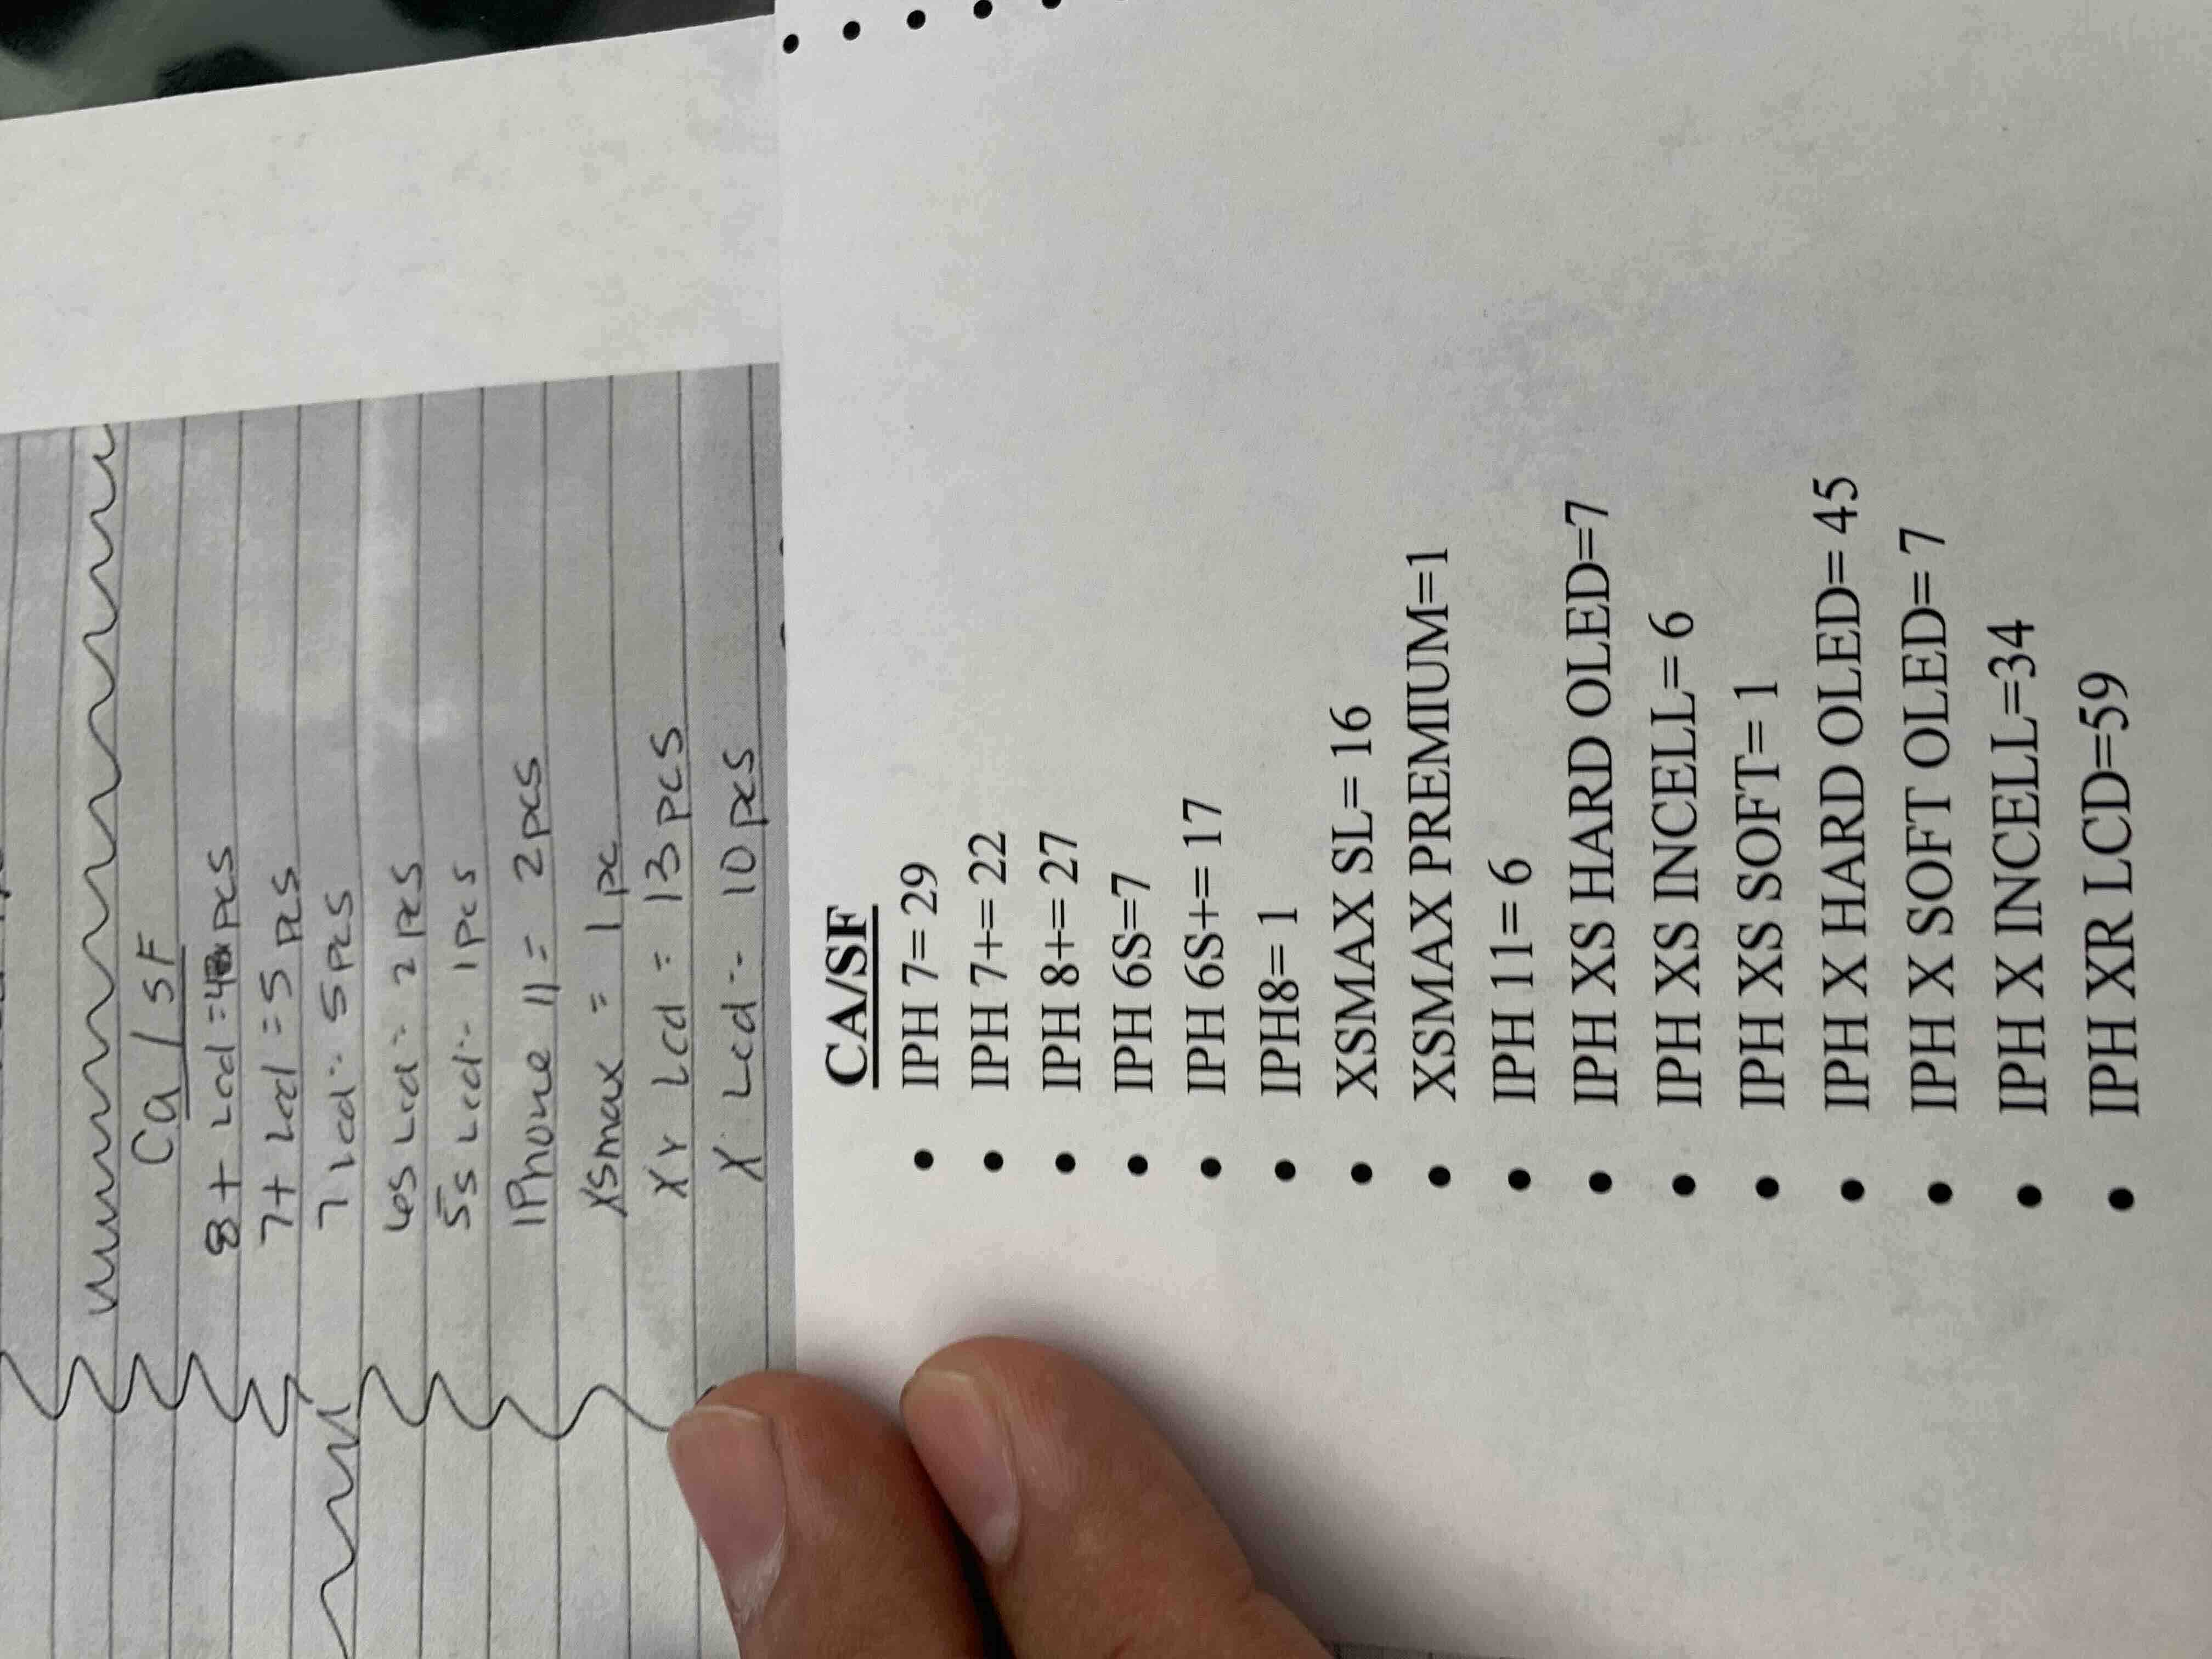 Ca / SF
8+ Lcd = pcs
7+ Lcd = 5 pcs
7 Lcd - 5 pcs
6s Lcd - 2 pcs
5s Lcd - 1 pcs
IPhone 11 = 2 pcs
XSmax = 1 pc
Xr Lcd = 13 pcs
X Lcd - 10 pcs
CA/SF
• IPH 7= 29
• IPH 7+= 22
• IPH 8+= 27
• IPH 6S=7
• IPH 6S+= 17
• IPH8= 1
• XSMAX SL= 16
• XSMAX PREMIUM=1
• IPH 11= 6
• IPH XS HARD OLED=7
• IPH XS INCELL= 6
• IPH XS SOFT= 1
• IPH X HARD OLED= 45
• IPH X SOFT OLED= 7
• IPH X INCELL=34
• IPH XR LCD=59